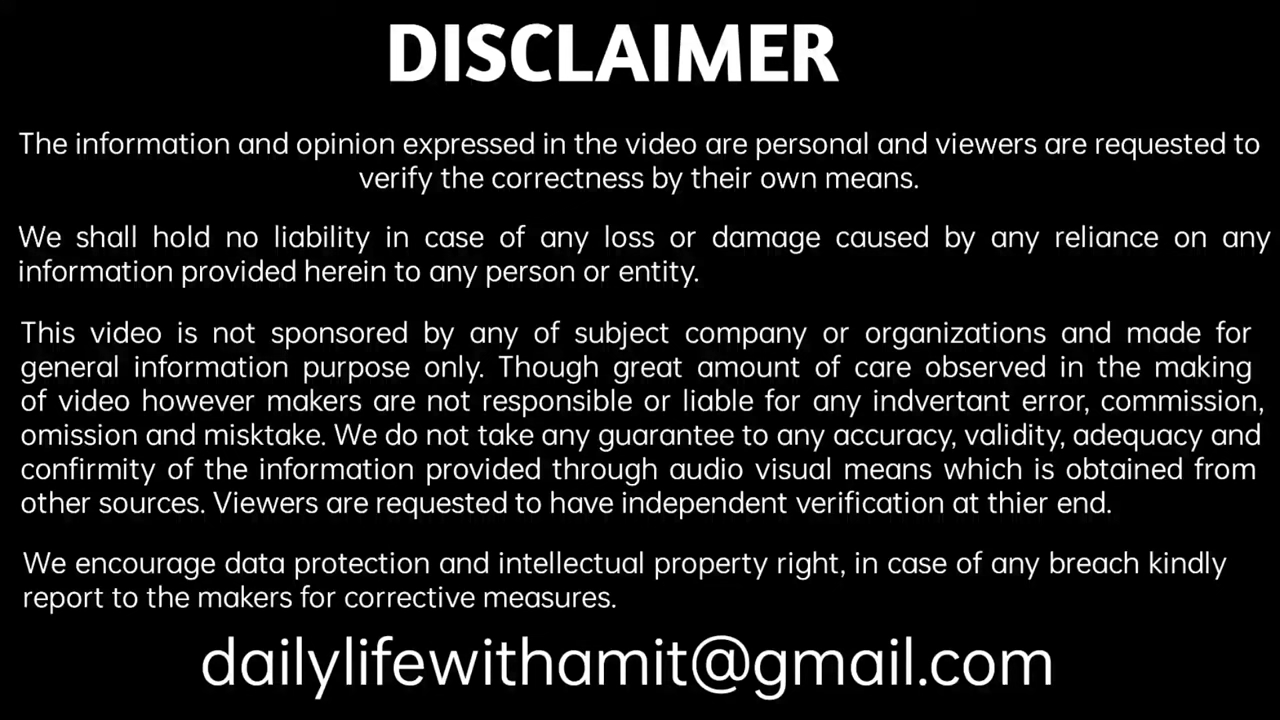 DISCLAIMER
The information and opinion expressed in the video are personal and viewers are requested to
verify the correctness by their own means.
We shall hold no liability in case of any loss or damage caused by any reliance on any
information provided herein to any person or entity.
This video is not sponsored by any of subject company or organizations and made for
general information purpose only. Though great amount of care observed in the making
of video however makers are not responsible or liable for any indvertant error, commission,
omission and misktake. We do not take any guarantee to any accuracy, validity, adequacy and
confirmity of the information provided through audio visual means which is obtained from
other sources. Viewers are requested to have independent verification at thier end.
We encourage data protection and intellectual property right, in case of any breach kindly
report to the makers for corrective measures.
dailylifewithamit@gmail.com